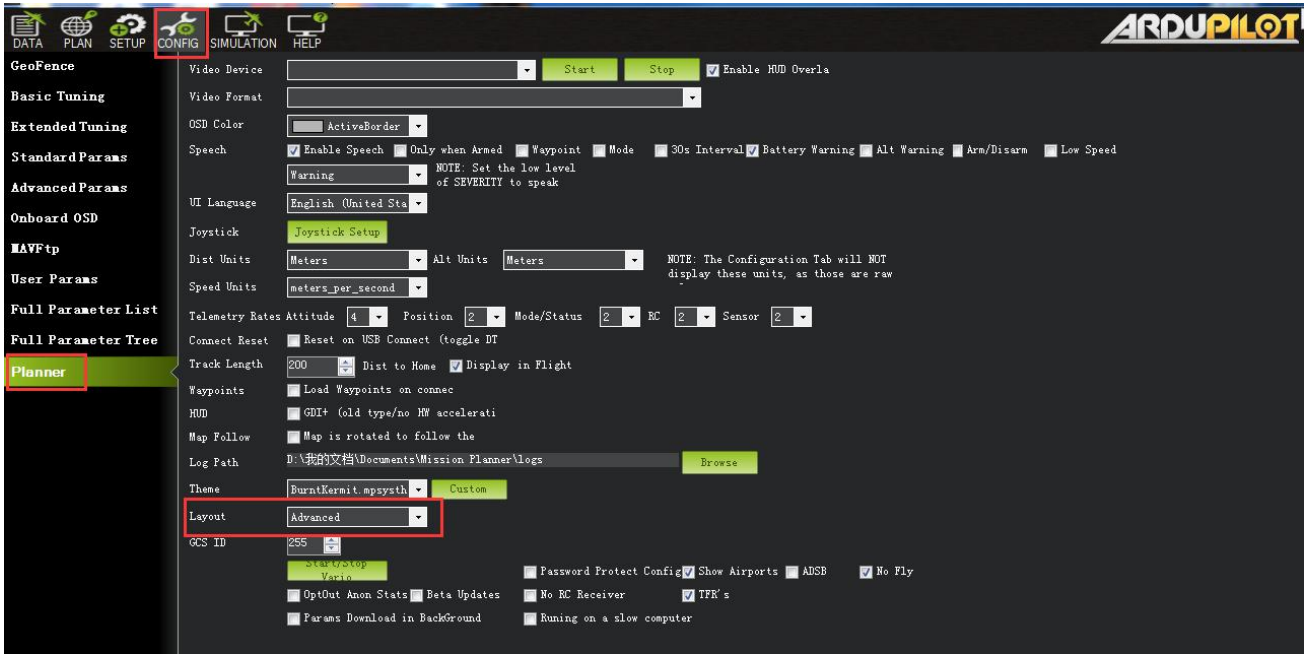 DATA PLAN SETUP CONFIG SIMULATION HELP
ARDUPILOT
GeoFence
Basic Tuning
Extended Tuning
Standard Params
Advanced Params
Onboard OSD
MAVFtp
User Params
Full Parameter List
Full Parameter Tree
Planner
Video Device Start Stop Enable HUD Overla
Video Format
OSD Color ActiveBorder
Speech Enable Speech Only when Armed Waypoint Mode 30s Interval Battery Warning Alt Warning Arm/Disarm Low Speed
Warning NOTE: Set the low level
of SEVERITY to speak
UI Language English (United Sta
Joystick Joystick Setup
Dist Units Meters Alt Units Meters NOTE: The Configuration Tab will NOT
display these units, as those are raw
Speed Units meters_per_second
Telemetry Rates Attitude 4 Position 2 Mode/Status 2 RC 2 Sensor 2
Connect Reset Reset on USB Connect (toggle DT
Track Length 200 Dist to Home Display in Flight
Waypoints Load Waypoints on connec
HUD GDI+ (old type/no HW accelerati
Map Follow Map is rotated to follow the
Log Path D:\我的文档\Documents\Mission Planner\logs Browse
Theme BurntKermit.mpsysth Custom
Layout Advanced
GCS ID 255
Start/Stop
Vario
Password Protect Config Show Airports ADSB No Fly
OptOut Anon Stats Beta Updates No RC Receiver TFR's
Params Download in BackGround Runing on a slow computer